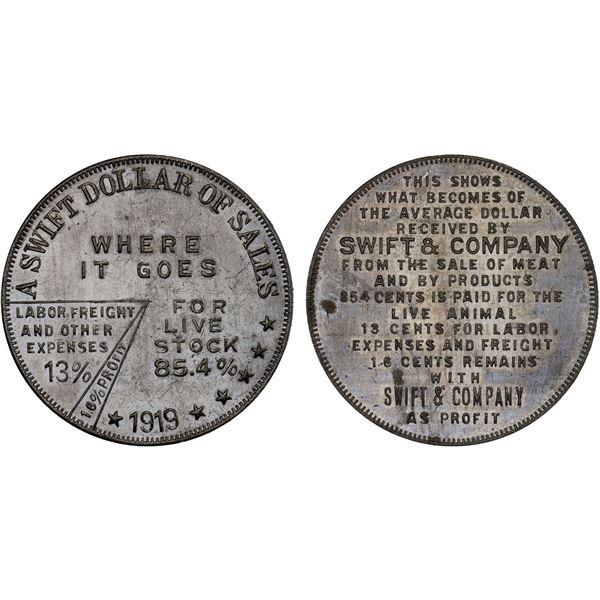 A SWIFT DOLLAR OF SALES
WHERE
IT GOES
LABOR, FREIGHT
AND OTHER
EXPENSES
13%
1.6% PROFIT
FOR
LIVE
STOCK
85.4%
1919
THIS SHOWS
WHAT BECOMES OF
THE AVERAGE DOLLAR
RECEIVED BY
SWIFT & COMPANY
FROM THE SALE OF MEAT
AND BY PRODUCTS
85.4 CENTS IS PAID FOR THE
LIVE ANIMAL
13 CENTS FOR LABOR,
EXPENSES AND FREIGHT
1.6 CENTS REMAINS
WITH
SWIFT & COMPANY
AS PROFIT